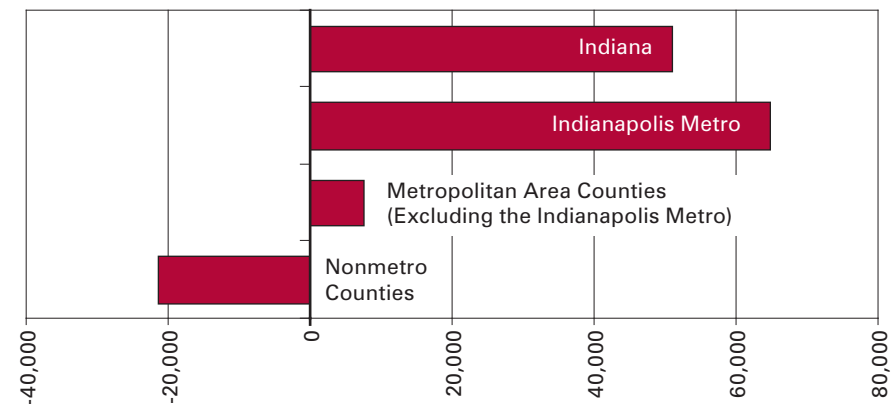 Indiana
Indianapolis Metro
Metropolitan Area Counties
(Excluding the Indianapolis Metro)
Nonmetro
Counties
-40,000
-20,000
0
20,000
40,000
60,000
80,000